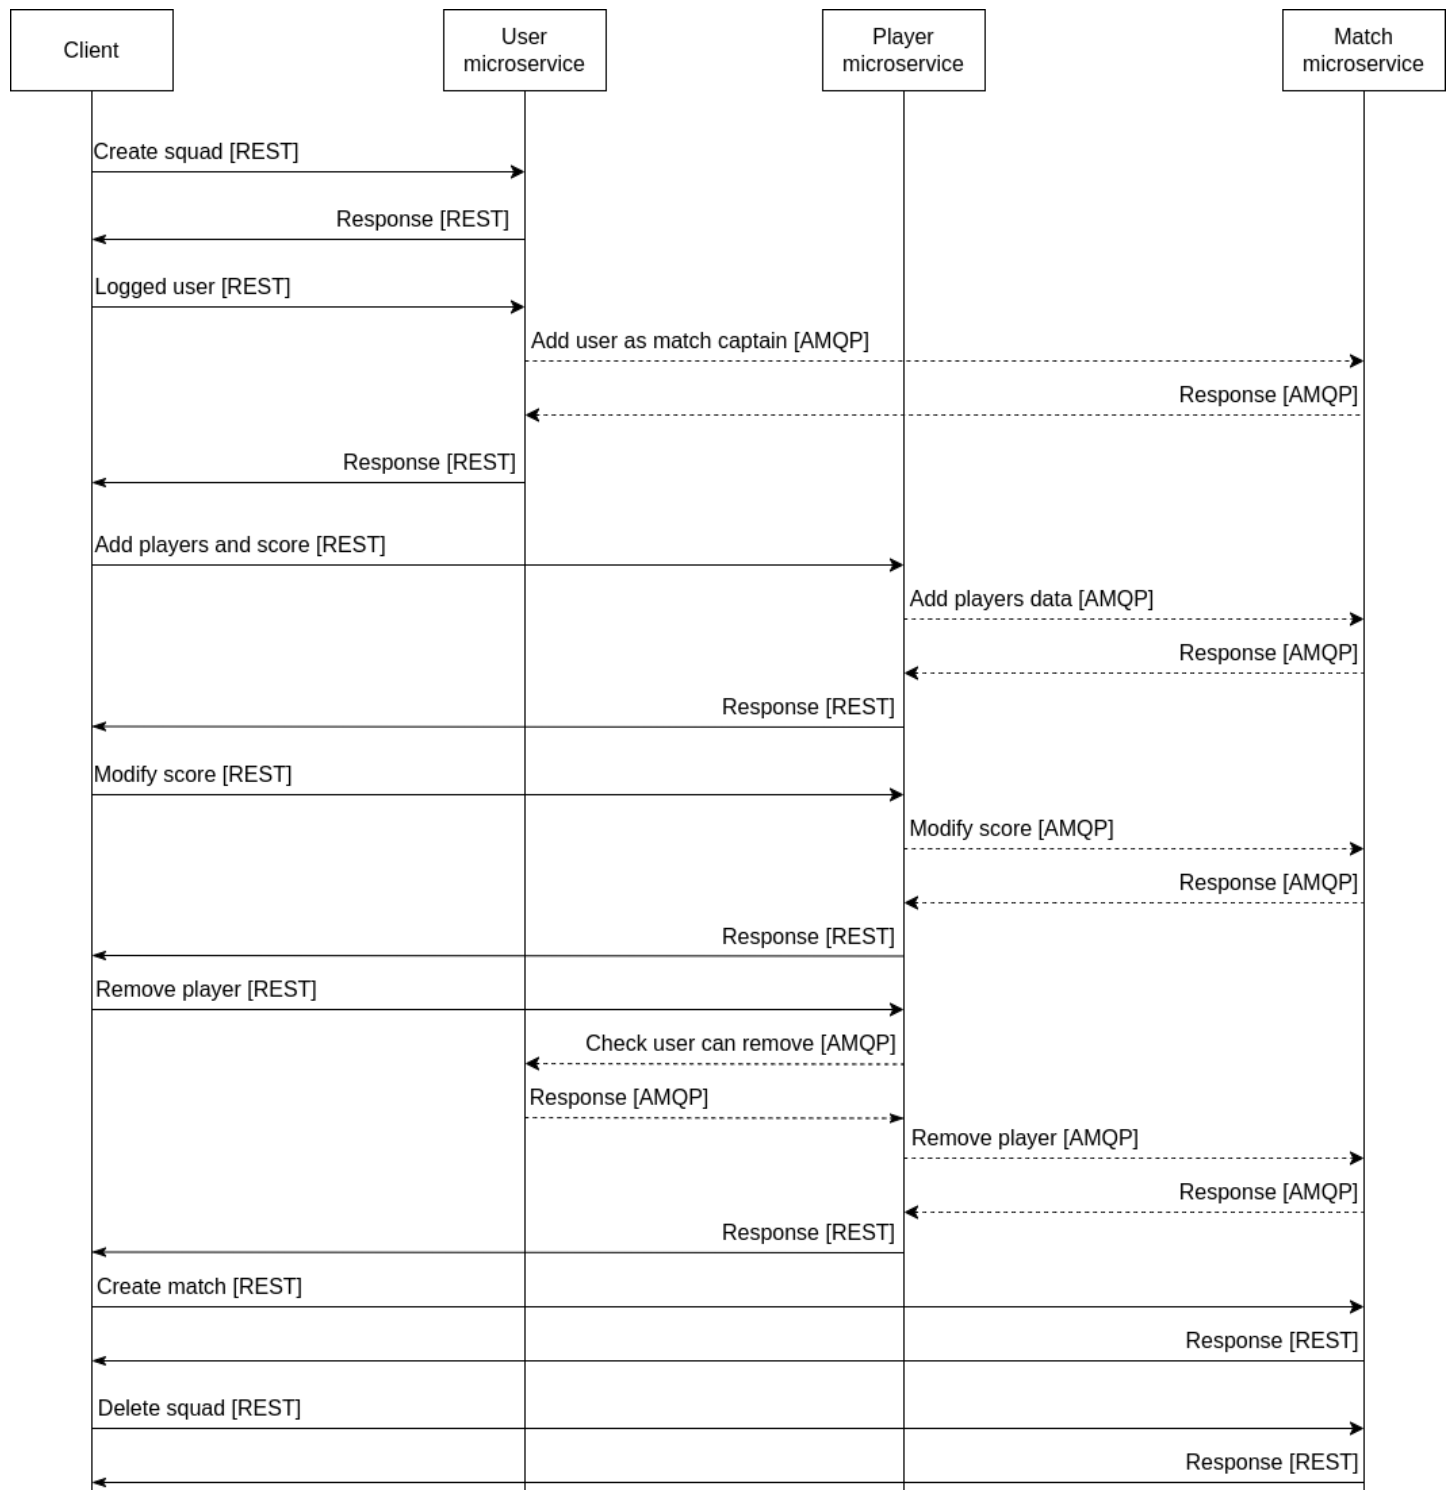 Client
User
microservice
Player
microservice
Match
microservice
Create squad [REST]
Response [REST]
Logged user [REST]
Add user as match captain [AMQP]
Response [AMQP]
Response [REST]
Add players and score [REST]
Add players data [AMQP]
Response [AMQP]
Response [REST]
Modify score [REST]
Modify score [AMQP]
Response [AMQP]
Response [REST]
Remove player [REST]
Check user can remove [AMQP]
Response [AMQP]
Remove player [AMQP]
Response [AMQP]
Response [REST]
Create match [REST]
Response [REST]
Delete squad [REST]
Response [REST]